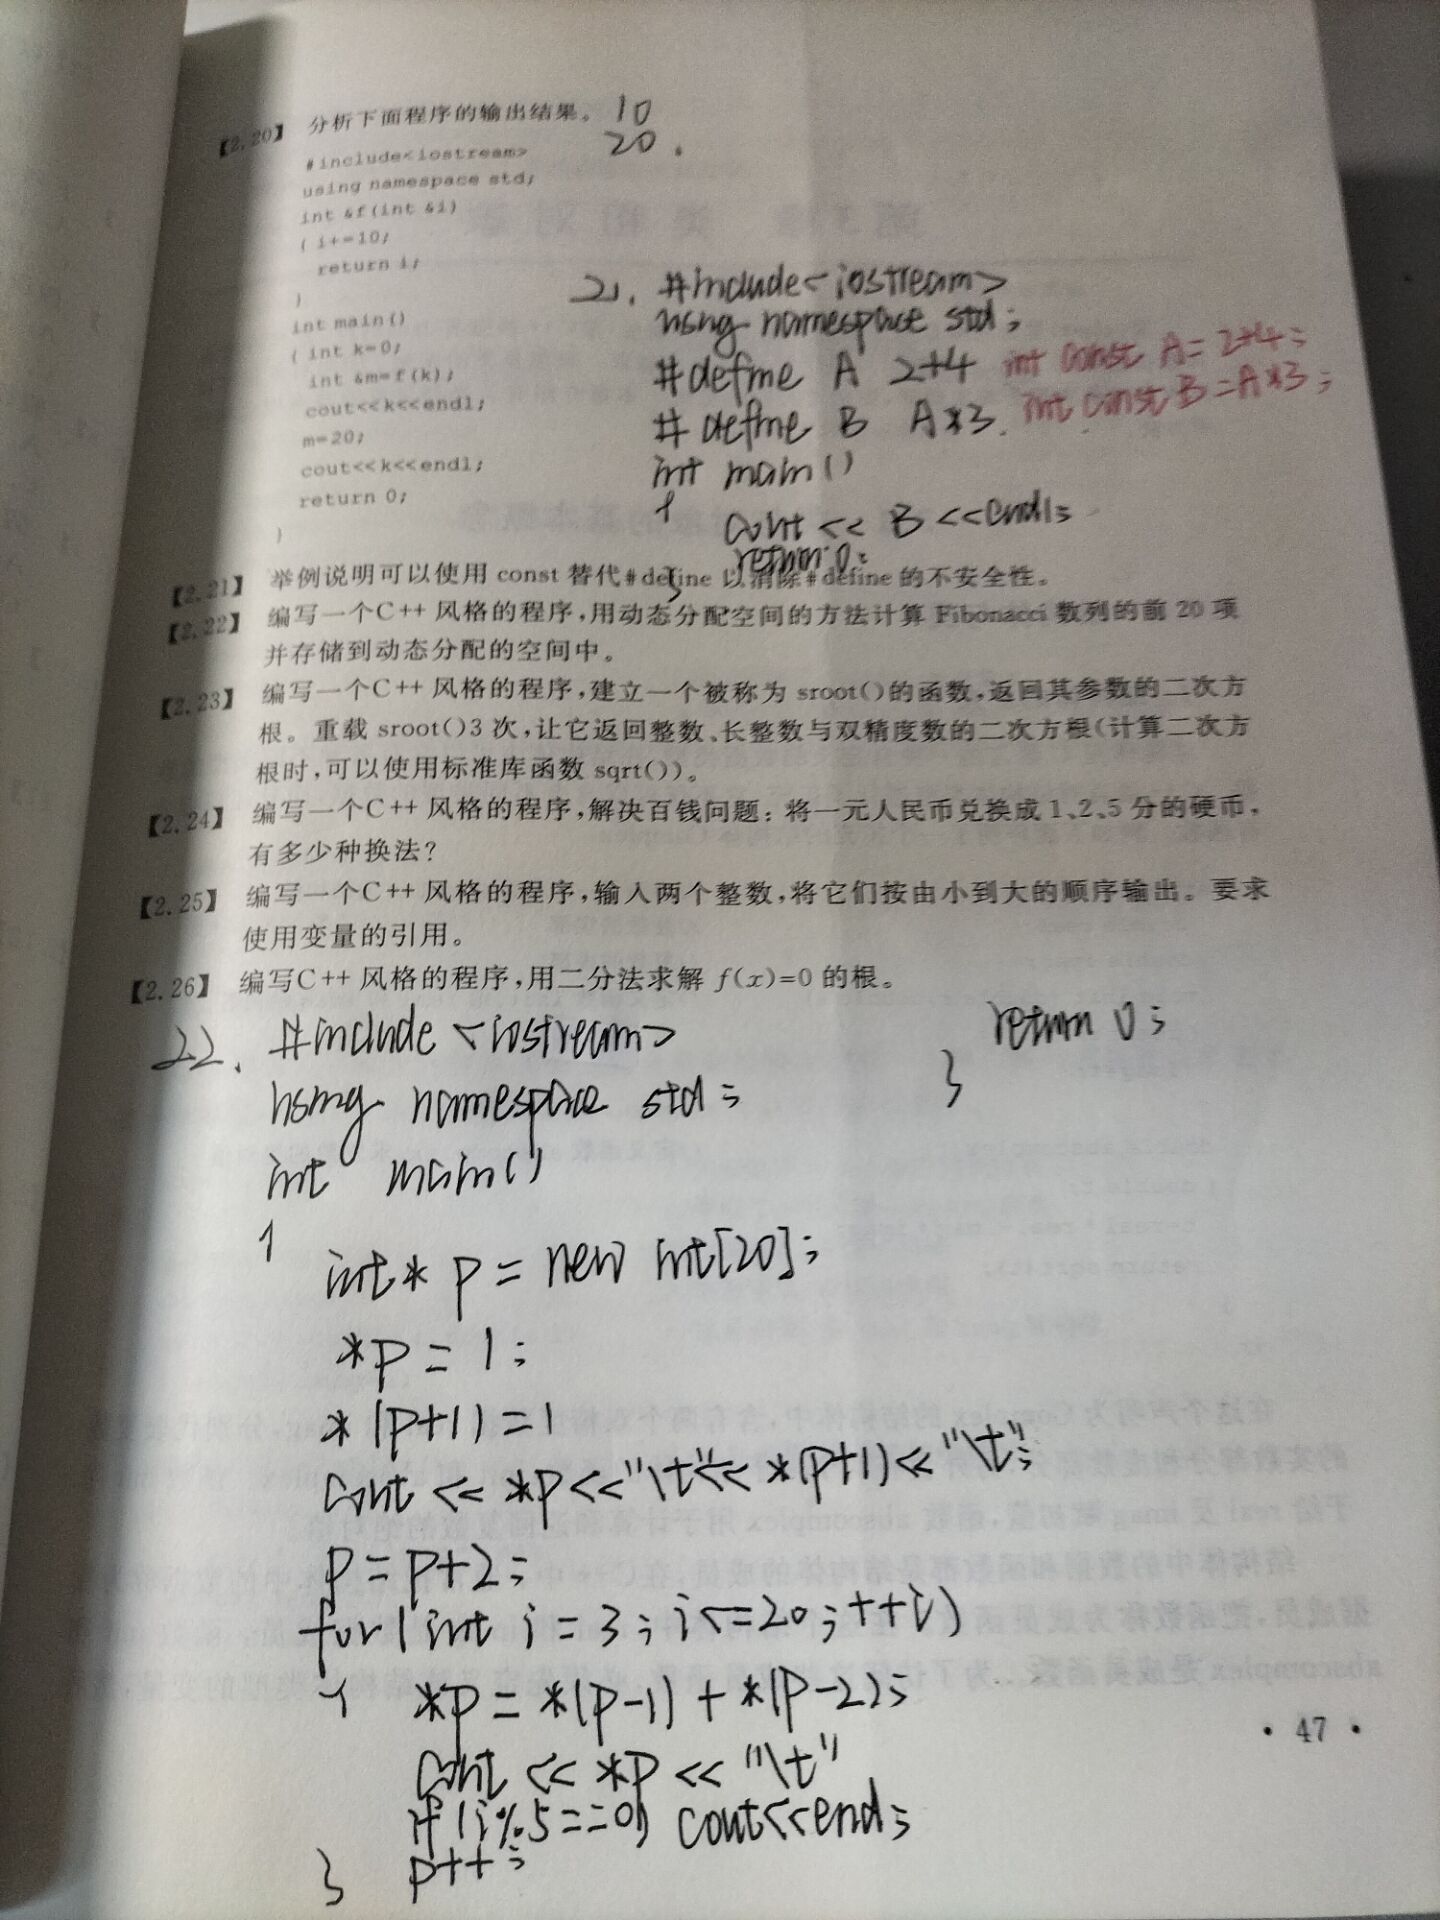 【2.20】 分析下面程序的输出结果。 10
20.
#include<iostream>
using namespace std;
int &f(int &i)
{ i+=10;
return i;
}
int main()
{ int k=0;
int &m=f(k);
cout<<k<<endl;
m=20;
cout<<k<<endl;
return 0;
}
21. #include<iostream>
using namespace std;
#define A 2+4 int const A=2+4;
#define B A*3. int const B=A*3;
int main()
{
cout << B <<endl;
return 0;
}
【2.21】 举例说明可以使用 const 替代#define 以消除#define 的不安全性。
【2.22】 编写一个C++ 风格的程序,用动态分配空间的方法计算 Fibonacci 数列的前 20 项
并存储到动态分配的空间中。
【2.23】 编写一个C++ 风格的程序,建立一个被称为 sroot()的函数,返回其参数的二次方
根。重载 sroot()3 次,让它返回整数、长整数与双精度数的二次方根(计算二次方
根时,可以使用标准库函数 sqrt())。
【2.24】 编写一个C++ 风格的程序,解决百钱问题:将一元人民币兑换成 1、2、5 分的硬币,
有多少种换法?
【2.25】 编写一个C++ 风格的程序,输入两个整数,将它们按由小到大的顺序输出。要求
使用变量的引用。
【2.26】 编写C++ 风格的程序,用二分法求解 f(x)=0 的根。
22. #include <iostream>
using namespace std;
int main()
{
int* p = new int[20];
*p = 1;
*(p+1)=1
cout << *p<<"\t"<< *(p+1)<<"\t";
p=p+2;
for(int i=3;i<=20;++i)
{ *p = *(p-1) + *(p-2);
cout << *p << "\t"
if(i%5==0) cout<<end;
} p++;
return 0;
}
• 47 •